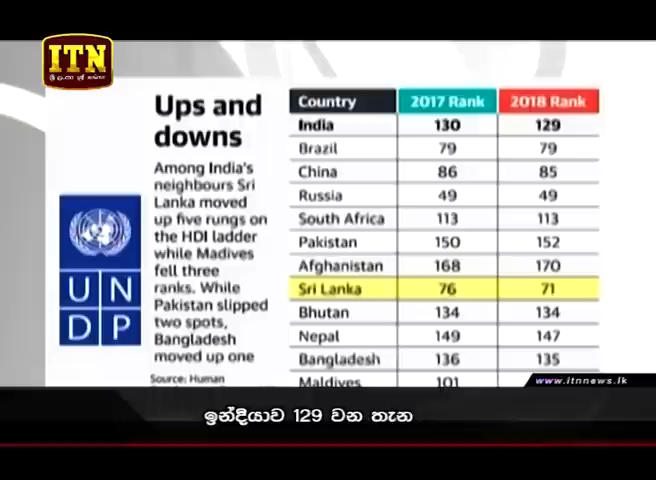 ITN
ශ්‍රී ලංකා පුද්ගලික
Ups and
downs
Among India's
neighbours Sri
Lanka moved
up five rungs on
the HDI ladder
while Madives
fell three
ranks. While
Pakistan slipped
two spots,
Bangladesh
moved up one
Source: Human
UN
DP
Country 2017 Rank 2018 Rank
India 130 129
Brazil 79 79
China 86 85
Russia 49 49
South Africa 113 113
Pakistan 150 152
Afghanistan 168 170
Sri Lanka 76 71
Bhutan 134 134
Nepal 149 147
Bangladesh 136 135
Maldives 101
www.itnnews.lk
ඉන්දියාව 129 වන තැන